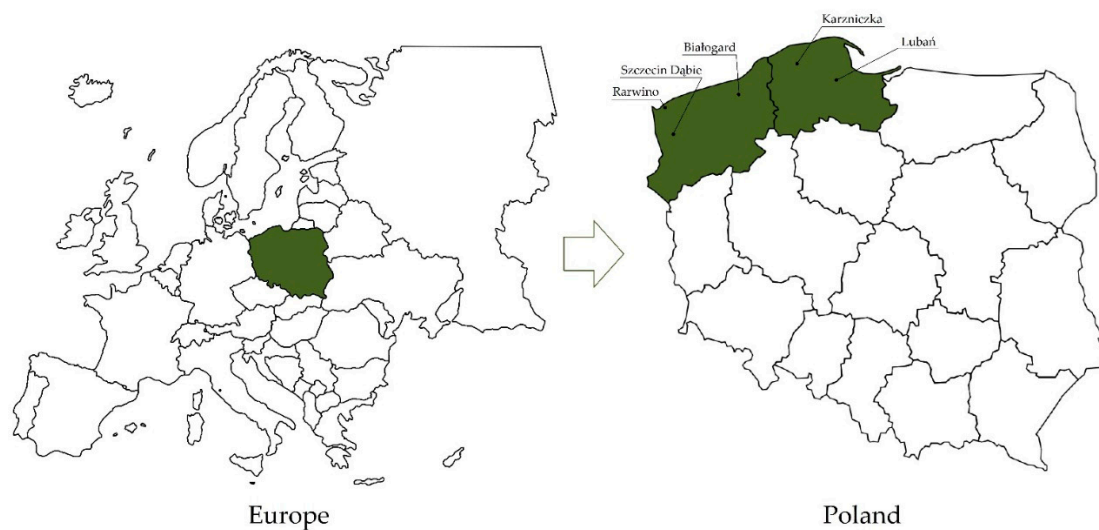 Karzniczka
Białogard
Lubań
Szczecin Dąbie
Rarwino
Europe
Poland